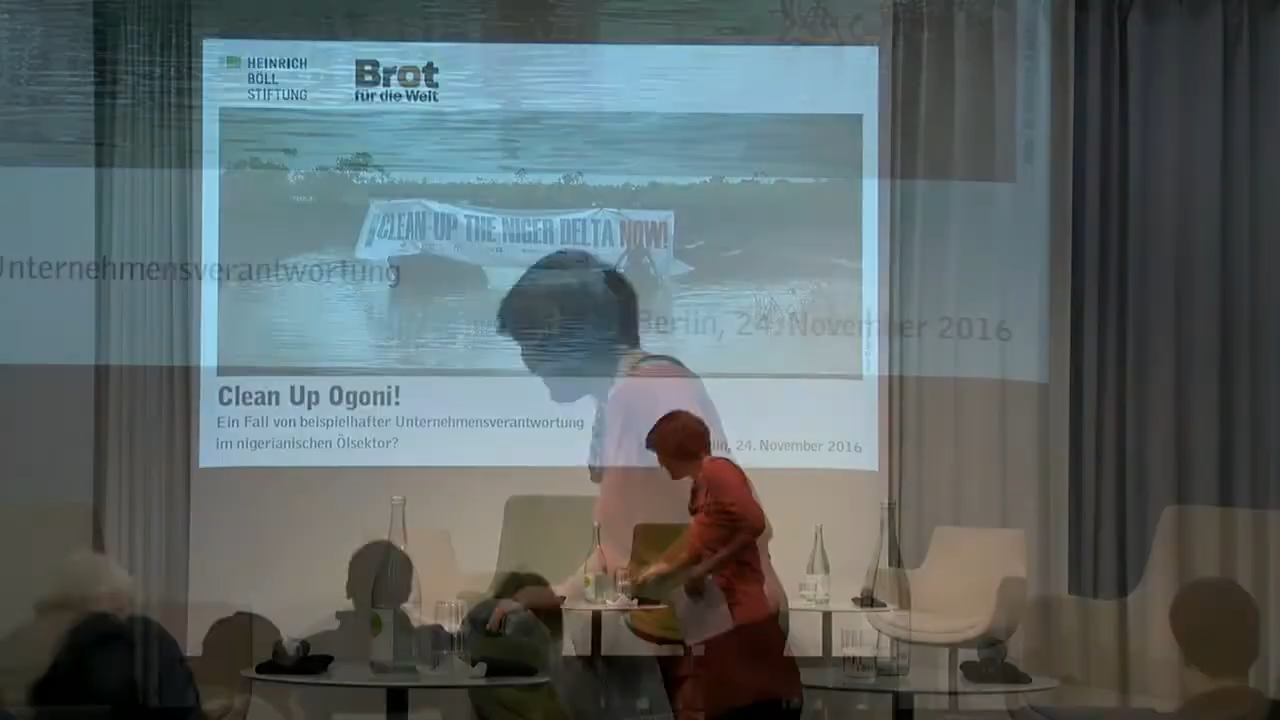 HEINRICH
BÖLL
STIFTUNG
Brot
für die Welt
CLEAN UP THE NIGER DELTA NOW!
Unternehmensverantwortung
Berlin, 24. November 2016
Clean Up Ogoni!
Ein Fall von beispielhafter Unternehmensverantwortung
im nigerianischen Ölsektor?
24. November 2016